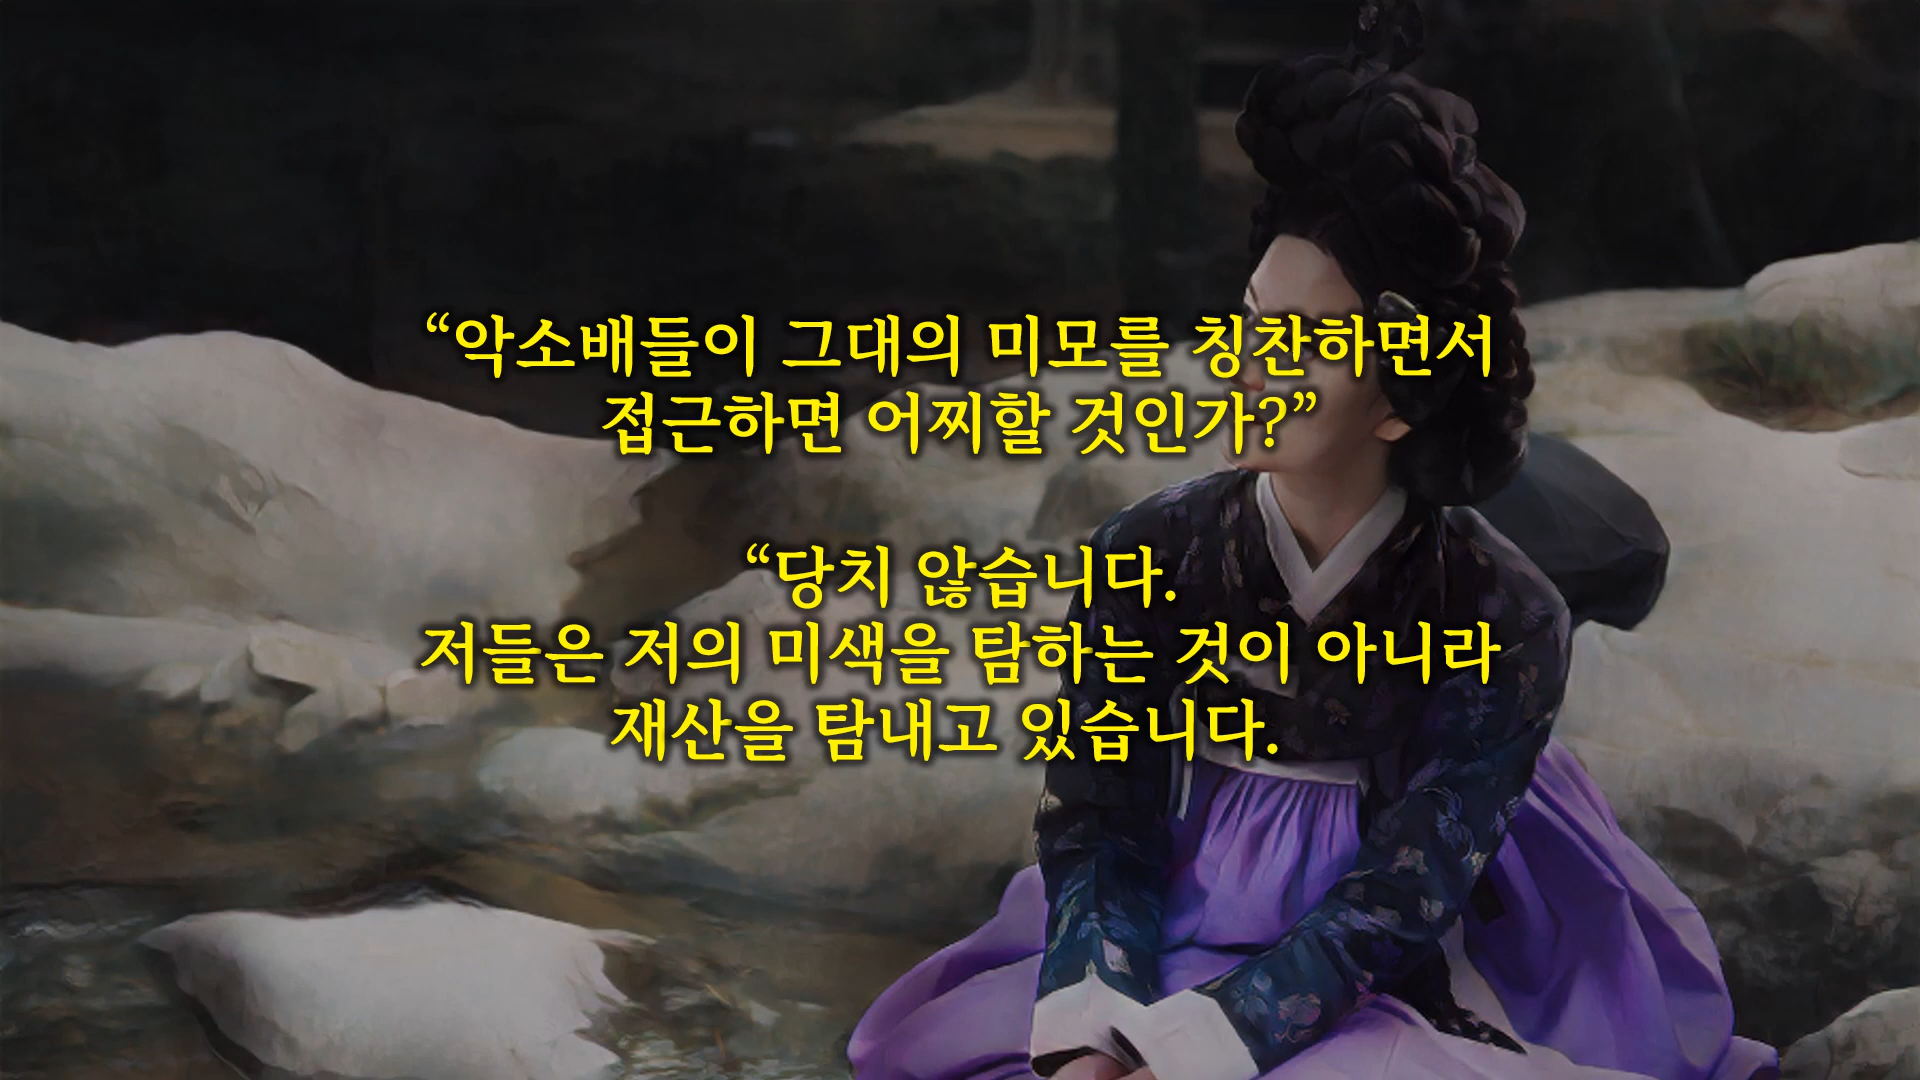 “악소배들이 그대의 미모를 칭찬하면서
접근하면 어찌할 것인가?”
“당치 않습니다.
저들은 저의 미색을 탐하는 것이 아니라
재산을 탐내고 있습니다.